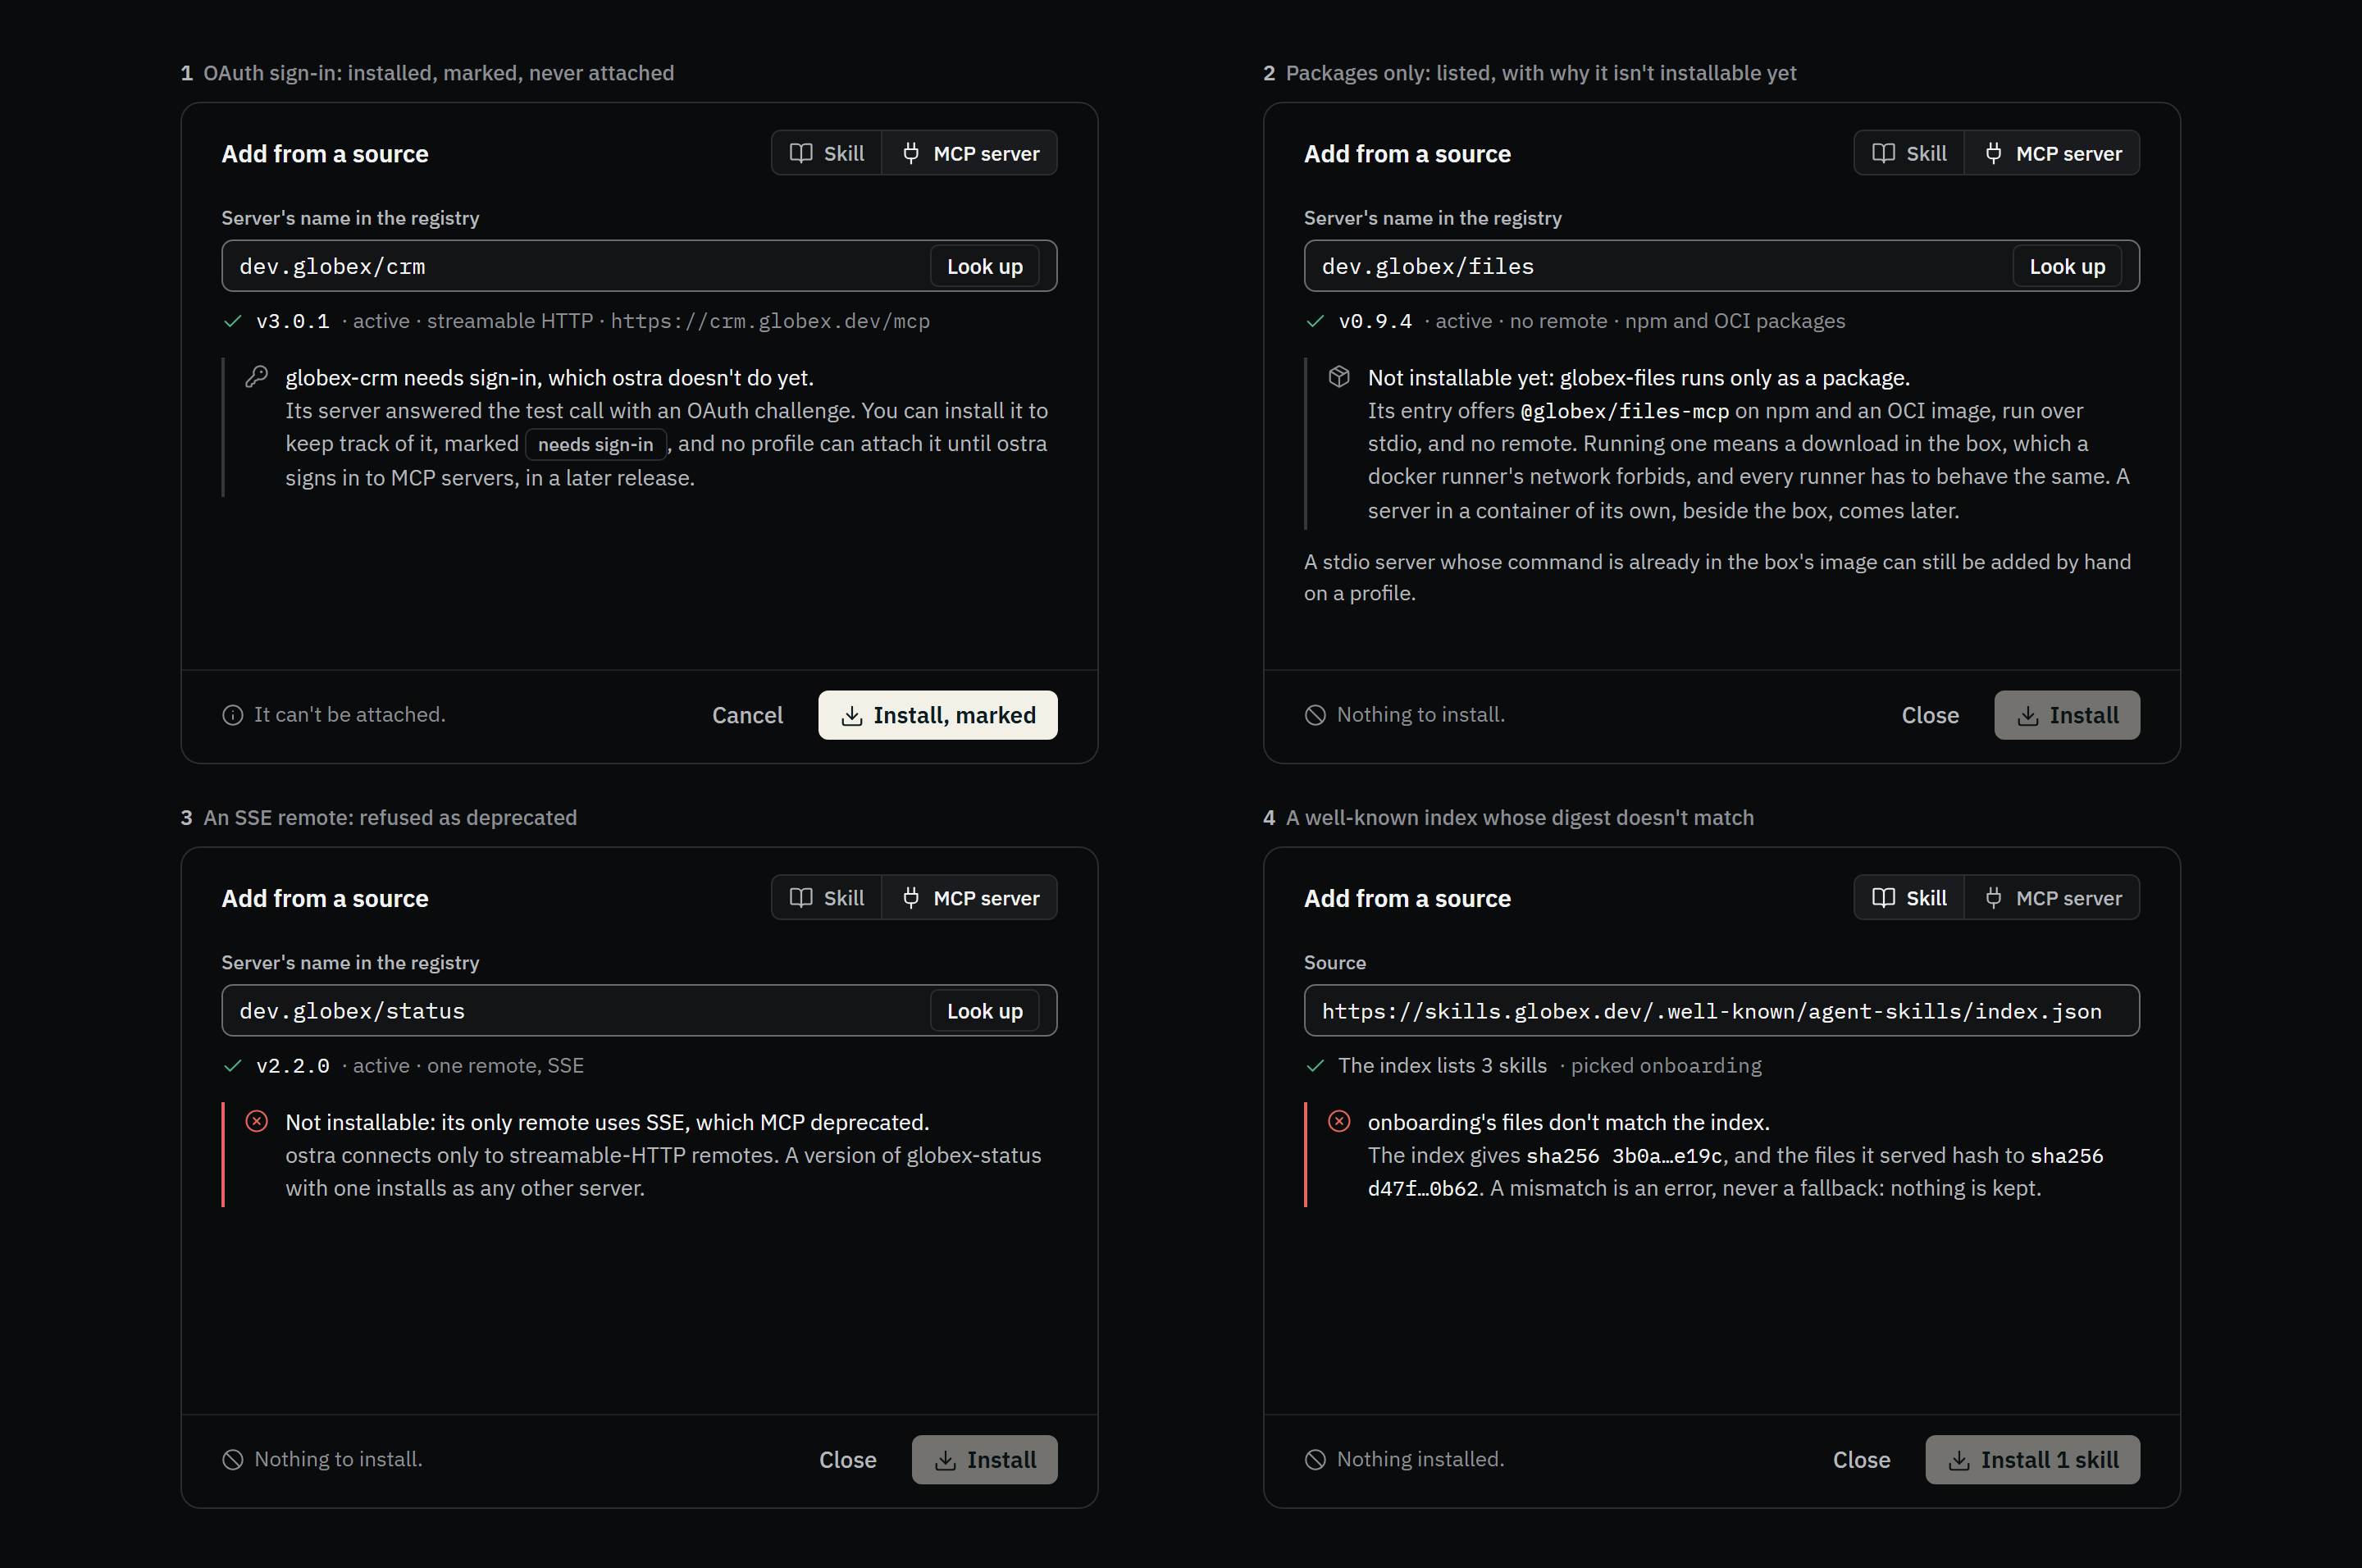 1 OAuth sign-in: installed, marked, never attached
Add from a source
Skill
MCP server
Server's name in the registry
dev.globex/crm
Look up
v3.0.1 · active · streamable HTTP · https://crm.globex.dev/mcp
globex-crm needs sign-in, which ostra doesn't do yet.
Its server answered the test call with an OAuth challenge. You can install it to
keep track of it, marked needs sign-in, and no profile can attach it until ostra
signs in to MCP servers, in a later release.
It can't be attached.
Cancel
Install, marked
2 Packages only: listed, with why it isn't installable yet
Add from a source
Skill
MCP server
Server's name in the registry
dev.globex/files
Look up
v0.9.4 · active · no remote · npm and OCI packages
Not installable yet: globex-files runs only as a package.
Its entry offers @globex/files-mcp on npm and an OCI image, run over
stdio, and no remote. Running one means a download in the box, which a
docker runner's network forbids, and every runner has to behave the same. A
server in a container of its own, beside the box, comes later.
A stdio server whose command is already in the box's image can still be added by hand
on a profile.
Nothing to install.
Close
Install
3 An SSE remote: refused as deprecated
Add from a source
Skill
MCP server
Server's name in the registry
dev.globex/status
Look up
v2.2.0 · active · one remote, SSE
Not installable: its only remote uses SSE, which MCP deprecated.
ostra connects only to streamable-HTTP remotes. A version of globex-status
with one installs as any other server.
Nothing to install.
Close
Install
4 A well-known index whose digest doesn't match
Add from a source
Skill
MCP server
Source
https://skills.globex.dev/.well-known/agent-skills/index.json
The index lists 3 skills · picked onboarding
onboarding's files don't match the index.
The index gives sha256 3b0a…e19c, and the files it served hash to sha256
d47f…0b62. A mismatch is an error, never a fallback: nothing is kept.
Nothing installed.
Close
Install 1 skill